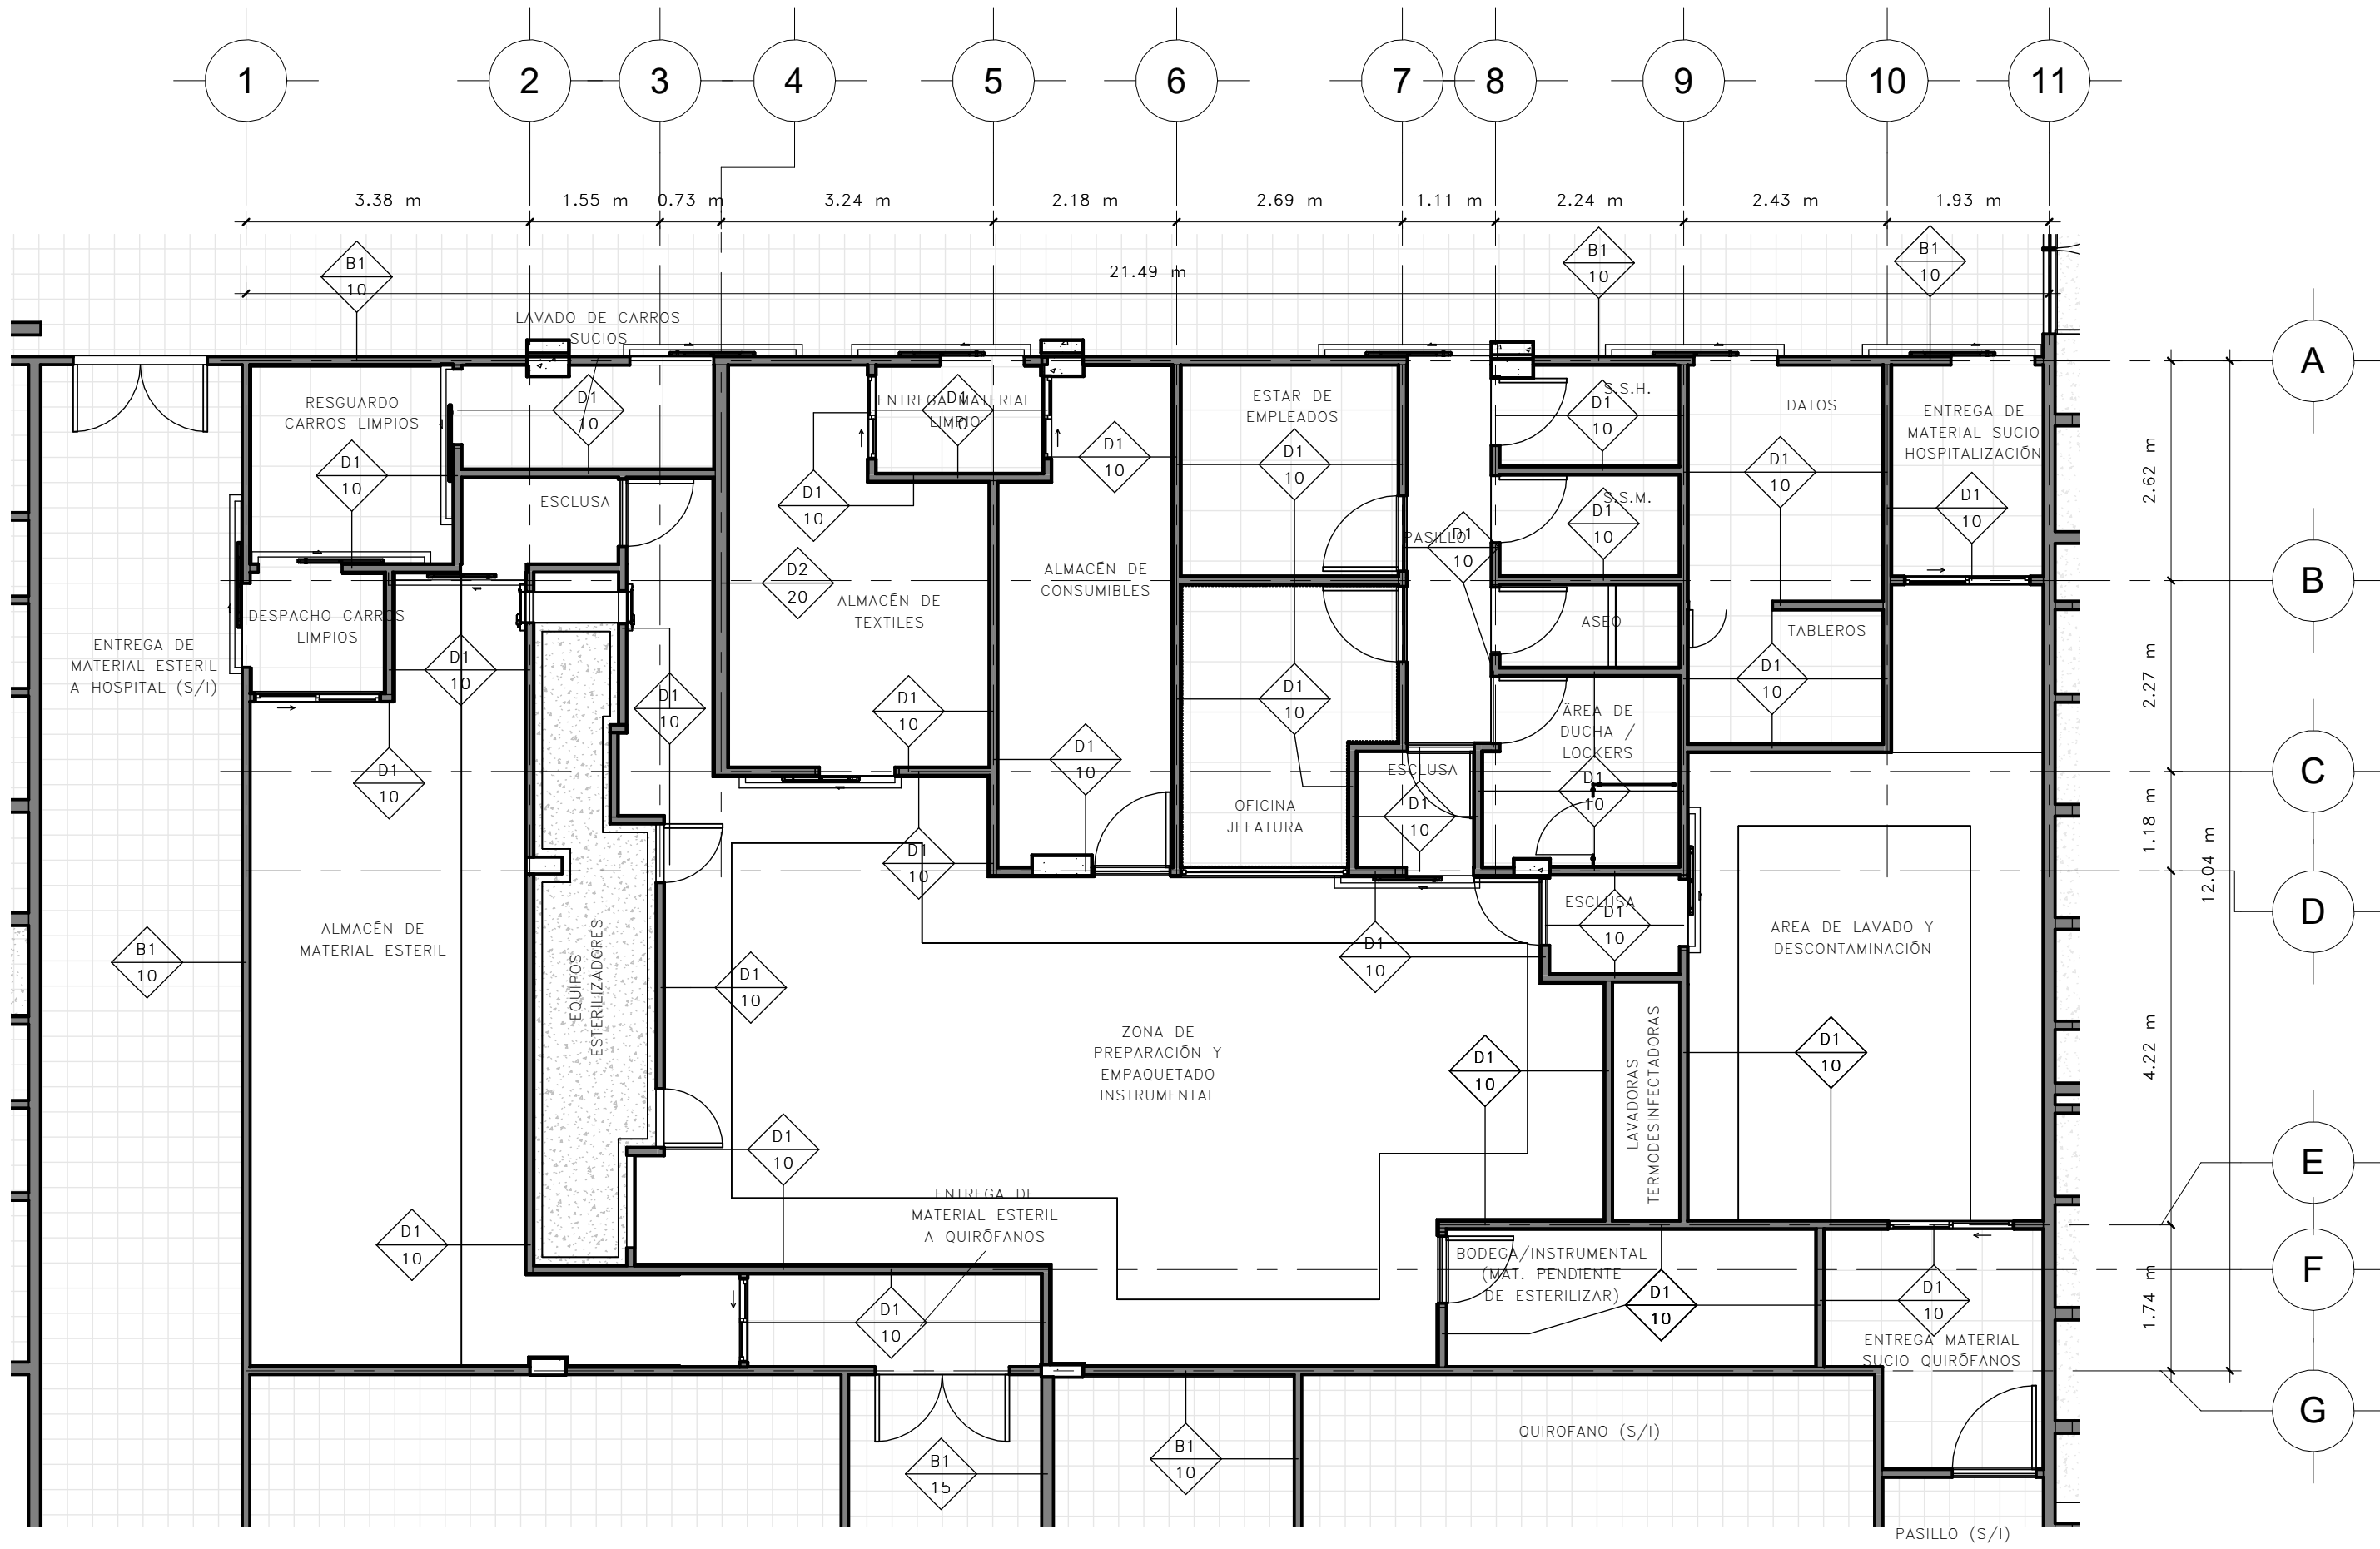 1 2 3 4 5 6 7 8 9 10 11
3.38 m 1.55 m 0.73 m 3.24 m 2.18 m 2.69 m 1.11 m 2.24 m 2.43 m 1.93 m
21.49 m
B1
10
B1
10
B1
10
LAVADO DE CARROS
SUCIOS
A
B
C
D
E
F
G
2.62 m
2.27 m
1.18 m
4.22 m
1.74 m
12.04 m
RESGUARDO
CARROS LIMPIOS
D1
10
D1
10
ESCLUSA
ENTREGA MATERIAL
LIMPIO
D1
10
D1
10
D1
10
D2
20
ALMACÉN DE
TEXTILES
D1
10
ALMACÉN DE
CONSUMIBLES
D1
10
ESTAR DE
EMPLEADOS
D1
10
PASILLO
D1
10
S.S.H.
D1
10
S.S.M.
D1
10
ASEO
DATOS
D1
10
TABLEROS
D1
10
ENTREGA DE
MATERIAL SUCIO
HOSPITALIZACIÓN
D1
10
ENTREGA DE
MATERIAL ESTERIL
A HOSPITAL (S/I)
DESPACHO CARROS
LIMPIOS
D1
10
D1
10
D1
10
D1
10
OFICINA
JEFATURA
ESCLUSA
D1
10
ÁREA DE
DUCHA /
LOCKERS
D1
10
D1
10
ESCLUSA
D1
10
D1
10
ALMACÉN DE
MATERIAL ESTERIL
B1
10
EQUIPOS
ESTERILIZADORES
D1
10
ZONA DE
PREPARACIÓN Y
EMPAQUETADO
INSTRUMENTAL
D1
10
LAVADORAS
TERMODESINFECTADORAS
AREA DE LAVADO Y
DESCONTAMINACIÓN
D1
10
D1
10
D1
10
ENTREGA DE
MATERIAL ESTERIL
A QUIRÓFANOS
D1
10
BODEGA/INSTRUMENTAL
(MAT. PENDIENTE
DE ESTERILIZAR)
D1
10
D1
10
ENTREGA MATERIAL
SUCIO QUIRÓFANOS
B1
15
B1
10
QUIROFANO (S/I)
PASILLO (S/I)